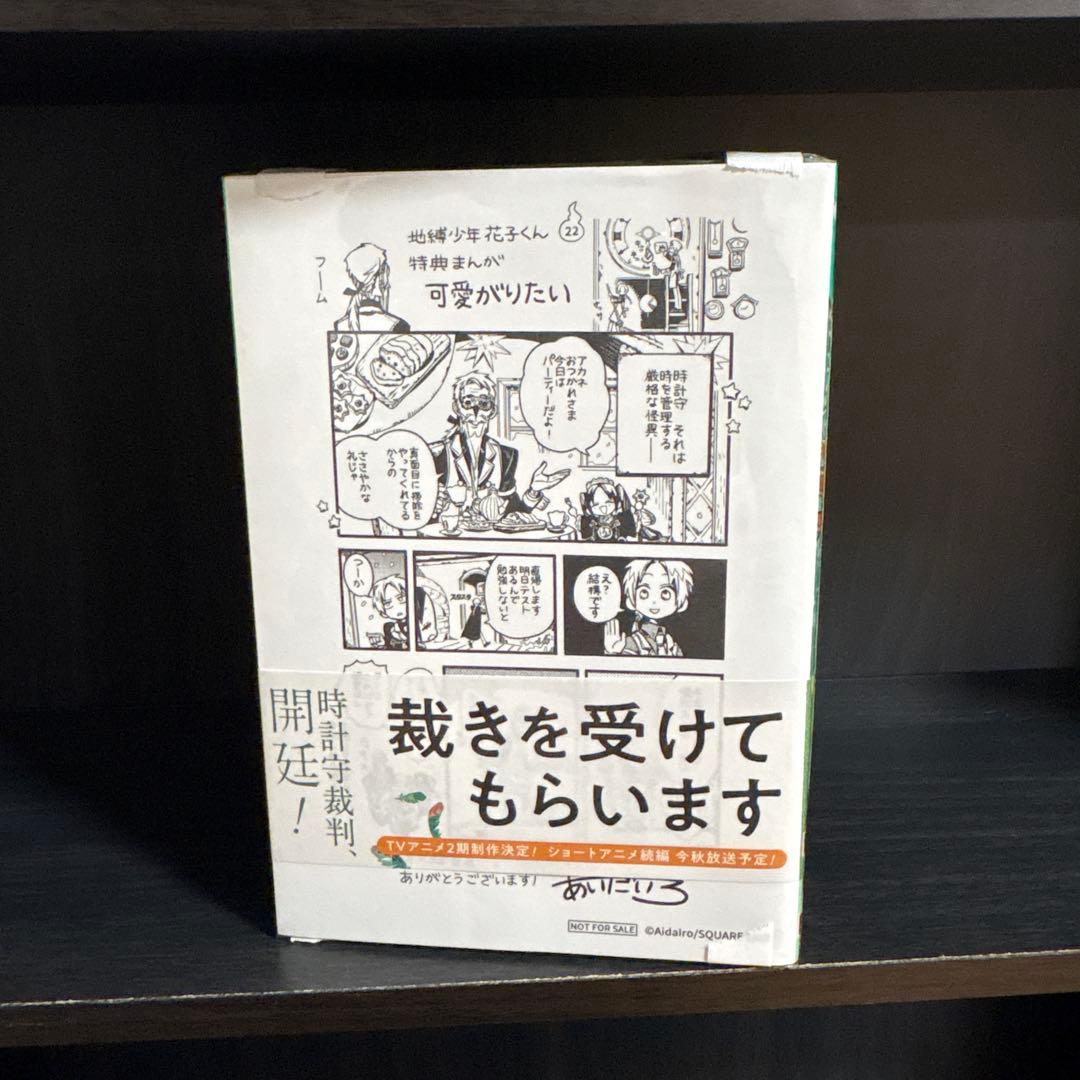 地縛少年花子くん 22
特典まんが
可愛がりたい
フーム
時計守 それは
時を管理する
厳格な怪異──
アカネ
おつかれさま
今日は
パーティーだよ!
真面目に掃除を
やってくれてる
からの
ささやかな
礼じゃ
え?
結構です
直帰します
明日テスト
あるんで
勉強しないと
スタスタ
つーか
時計守裁判、
開廷!
裁きを受けて
もらいます
TVアニメ2期制作決定! ショートアニメ続編 今秋放送予定!
ありがとうございます!
あいだいろ
NOT FOR SALE ©AidaIro/SQUARE